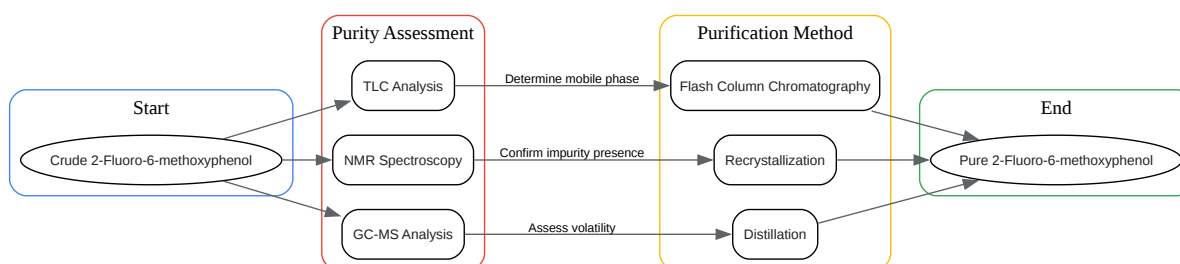 Start
Crude 2-Fluoro-6-methoxyphenol
Purity Assessment
TLC Analysis
NMR Spectroscopy
GC-MS Analysis
Determine mobile phase
Confirm impurity presence
Assess volatility
Purification Method
Flash Column Chromatography
Recrystallization
Distillation
End
Pure 2-Fluoro-6-methoxyphenol